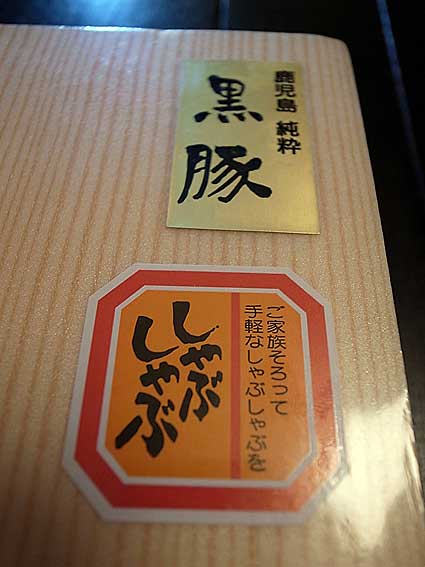 鹿児島 純粋
黒豚
ご家族そろって
手軽なしゃぶしゃぶを
しゃぶ
しゃぶ